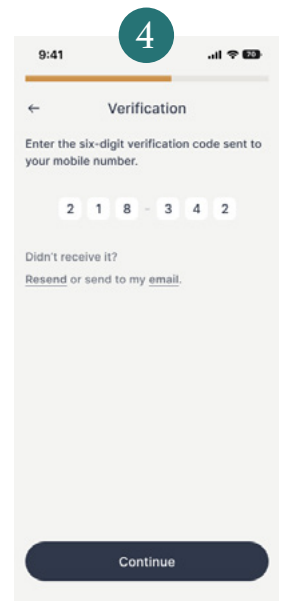 4
9:41 70
← Verification
Enter the six-digit verification code sent to
your mobile number.
2 1 8 - 3 4 2
Didn't receive it?
Resend or send to my email.
Continue